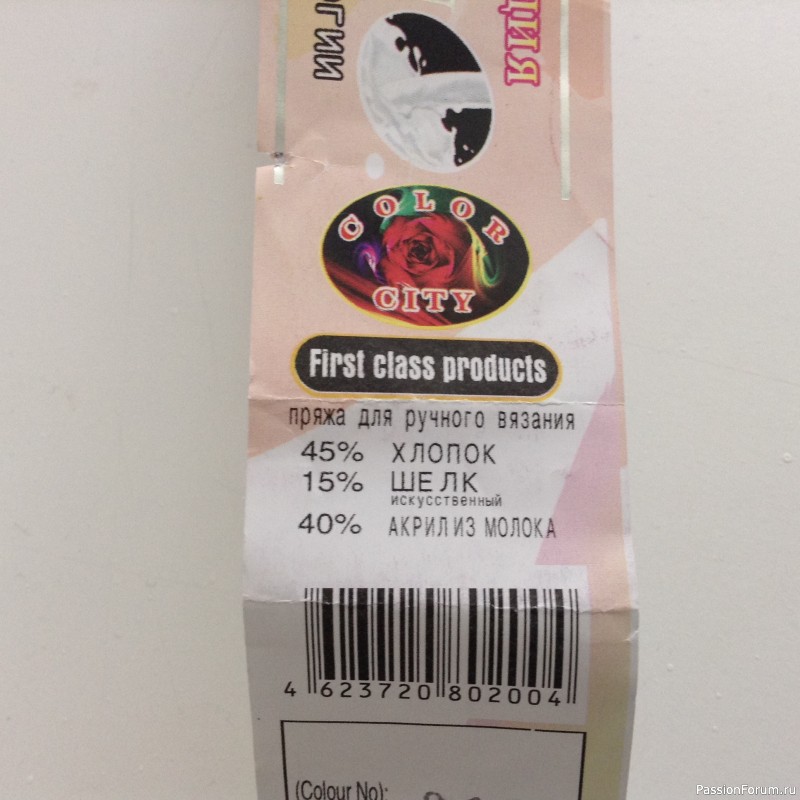 COLOR
CITY
First class products
пряжа для ручного вязания
45% ХЛОПОК
15% ШЕЛК
искусственный
40% АКРИЛ ИЗ МОЛОКА
4 623720 802004
(Colour No):
PassionForum.ru